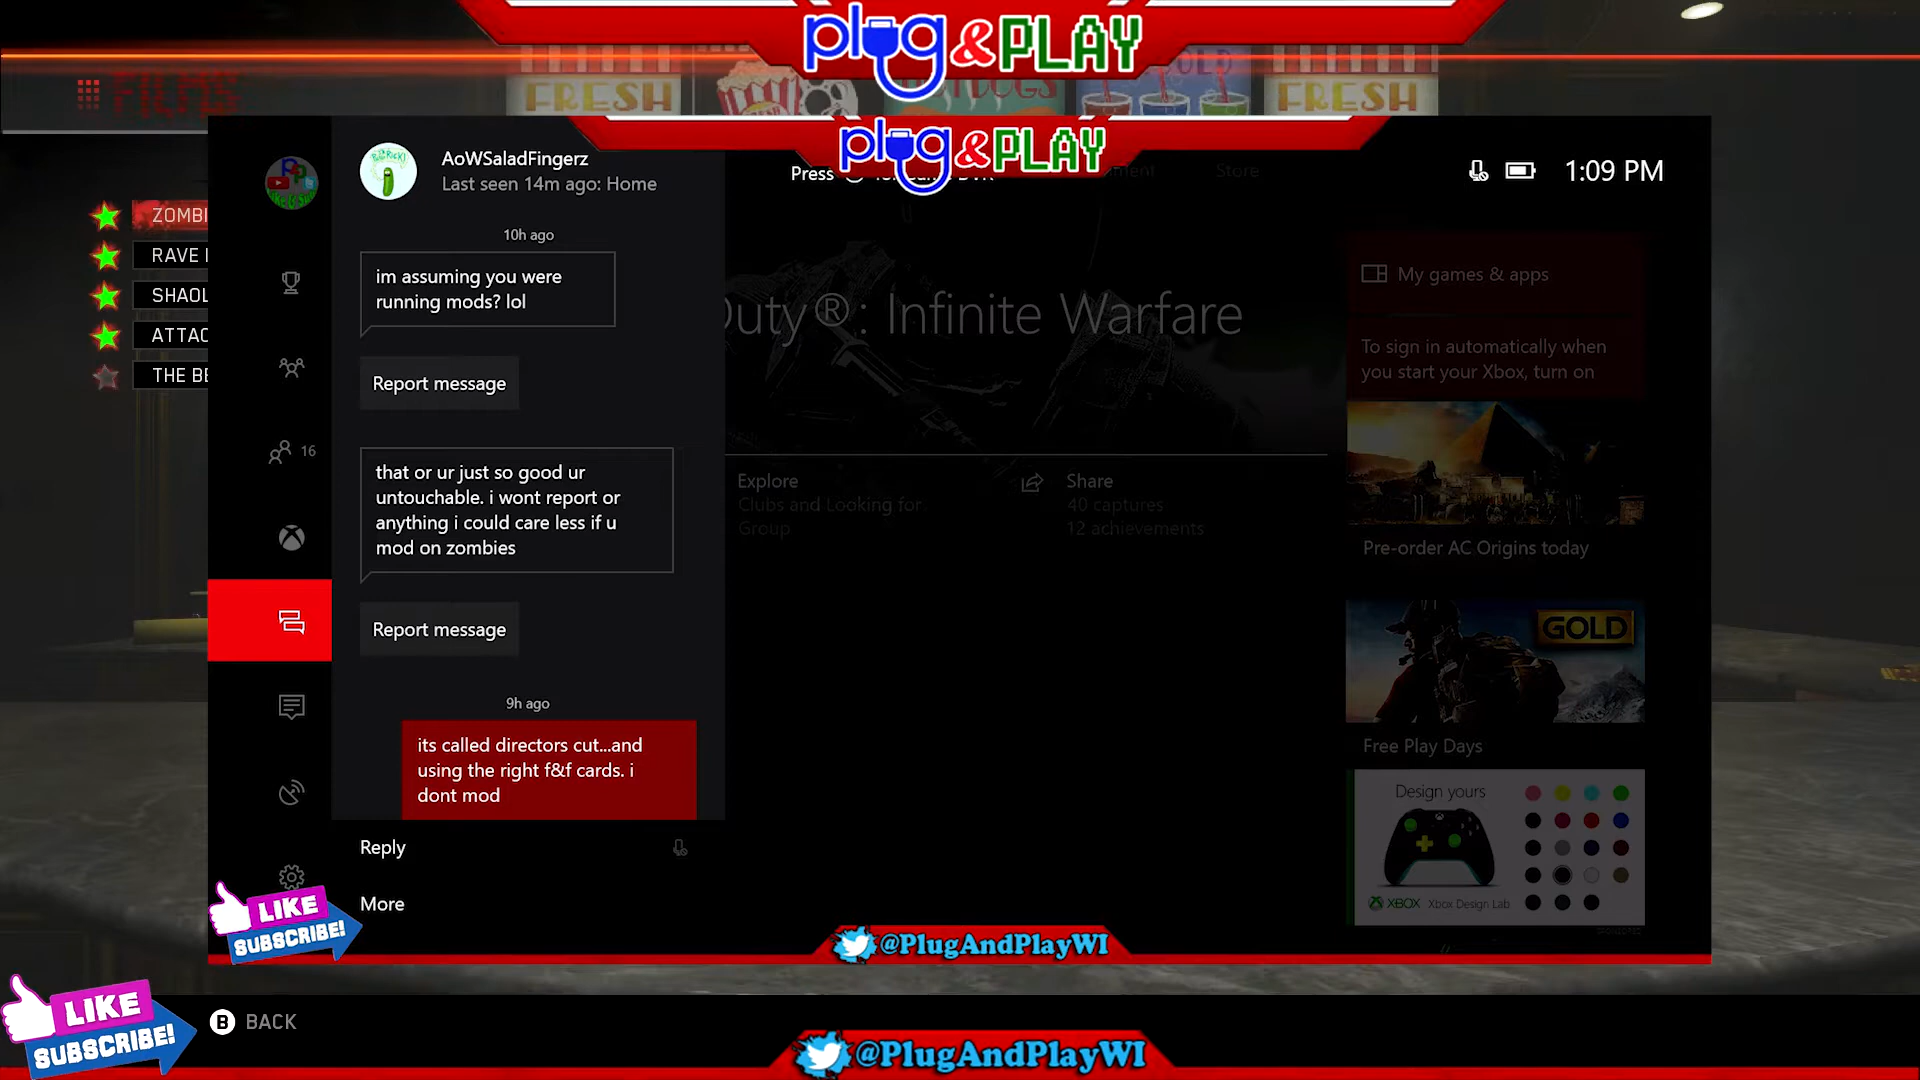 plug&PLAY
FILMS
FRESH
FRESH
plug&PLAY
AoWSaladFingerz
Last seen 14m ago: Home
Press
Store
1:09 PM
ZOMBI
RAVE
SHAOL
ATTAC
THE BE
10h ago
im assuming you were
running mods? lol
Report message
that or ur just so good ur
untouchable. i wont report or
anything i could care less if u
mod on zombies
Report message
9h ago
its called directors cut...and
using the right f&f cards. i
dont mod
Reply
More
16
Duty®: Infinite Warfare
Explore
Clubs and Looking for
Group
Share
40 captures
12 achievements
My games & apps
To sign in automatically when
you start your Xbox, turn on
Pre-order AC Origins today
GOLD
Free Play Days
Design yours
XBOX Xbox Design Lab
LIKE
SUBSCRIBE!
@PlugAndPlayWI
LIKE
SUBSCRIBE!
B BACK
@PlugAndPlayWI